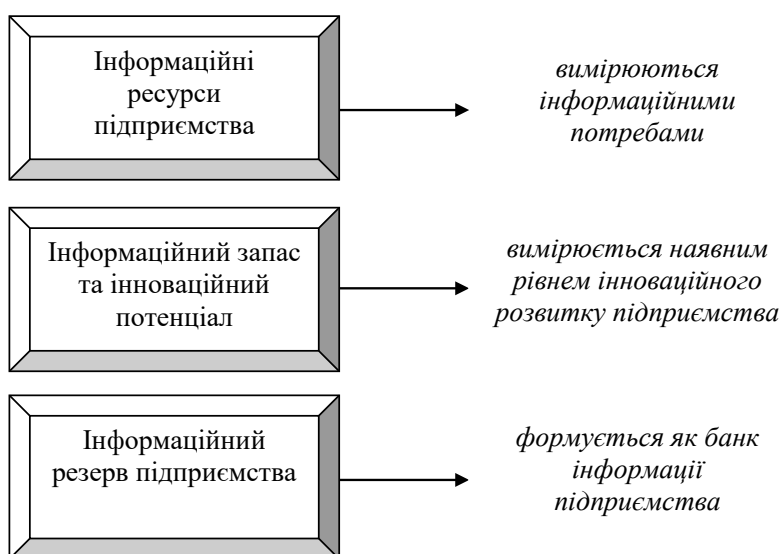 Інформаційні
ресурси
підприємства
вимірюються
інформаційними
потребами
Інформаційний запас
та інноваційний
потенціал
вимірюється наявним
рівнем інноваційного
розвитку підприємства
Інформаційний
резерв підприємства
формується як банк
інформації
підприємства